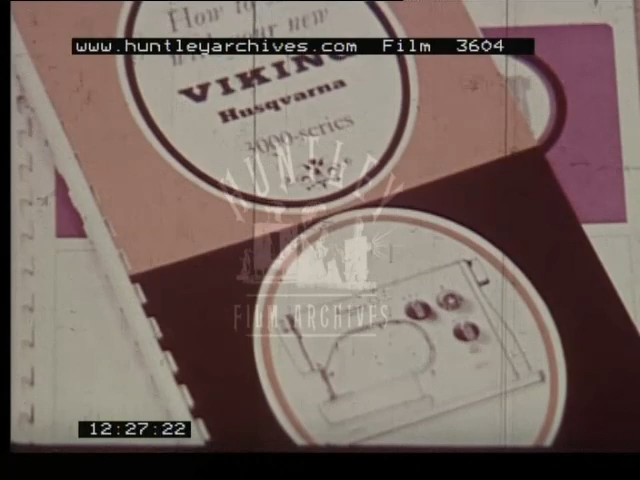 www.huntleyarchives.com Film 3604
How to
with your new
VIKING
Husqvarna
3000-series
HUNTLEY
FILM ARCHIVES
12:27:22